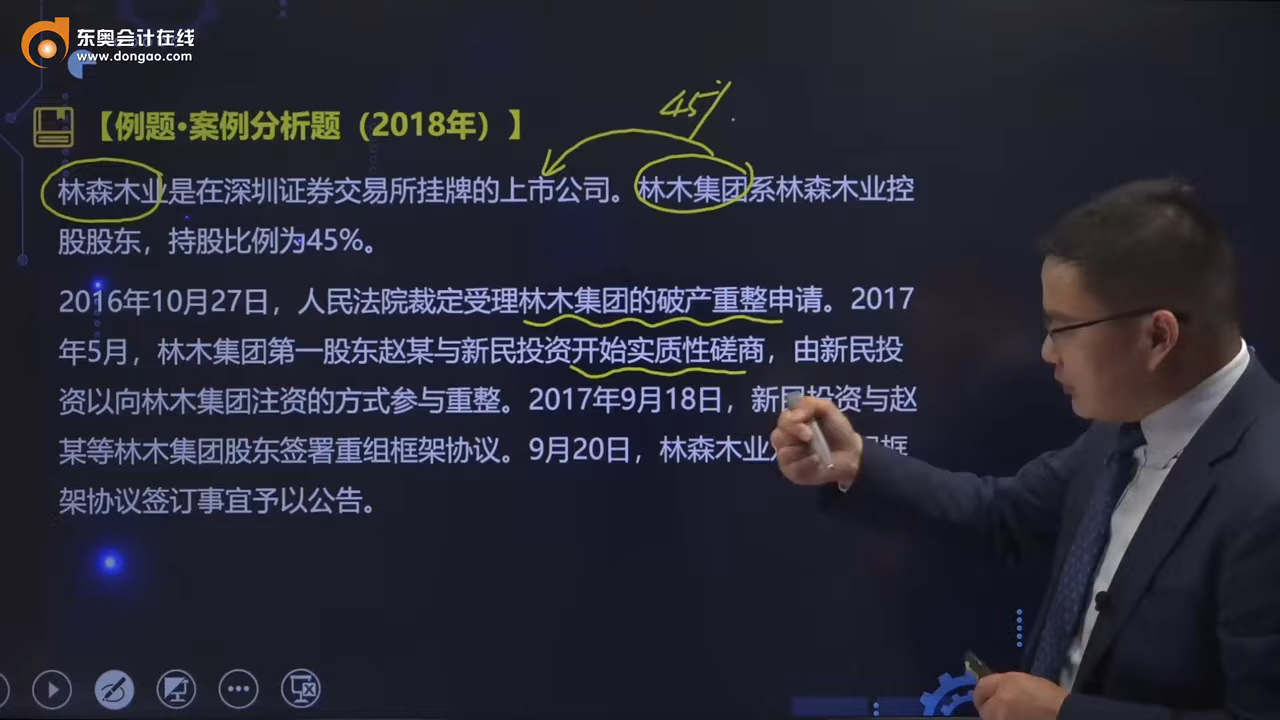 东奥会计在线
www.dongao.com
45%
【例题•案例分析题（2018年）】
林森木业是在深圳证券交易所挂牌的上市公司。林木集团系林森木业控
股股东，持股比例为45%。
2016年10月27日，人民法院裁定受理林木集团的破产重整申请。2017
年5月，林木集团第一股东赵某与新民投资开始实质性磋商，由新民投
资以向林木集团注资的方式参与重整。2017年9月18日，新民投资与赵
某等林木集团股东签署重组框架协议。9月20日，林森木业
架协议签订事宜予以公告。